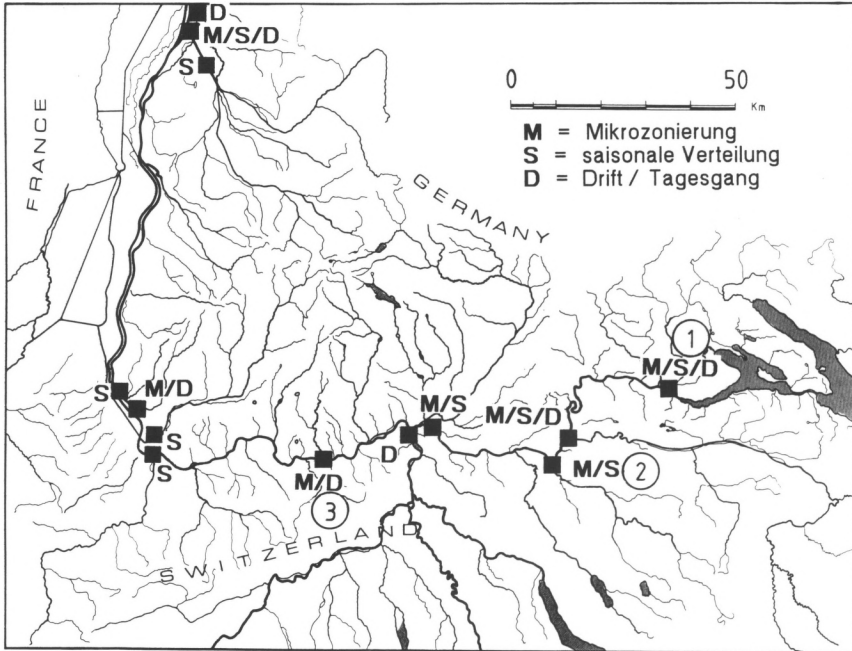 D
M/S/D
S
0 50
Km
M = Mikrozonierung
S = saisonale Verteilung
D = Drift / Tagesgang
FRANCE
GERMANY
1
M/S/D
S
M/D
M/S
M/S/D
S
D
S
M/D
M/S 2
3
SWITZERLAND